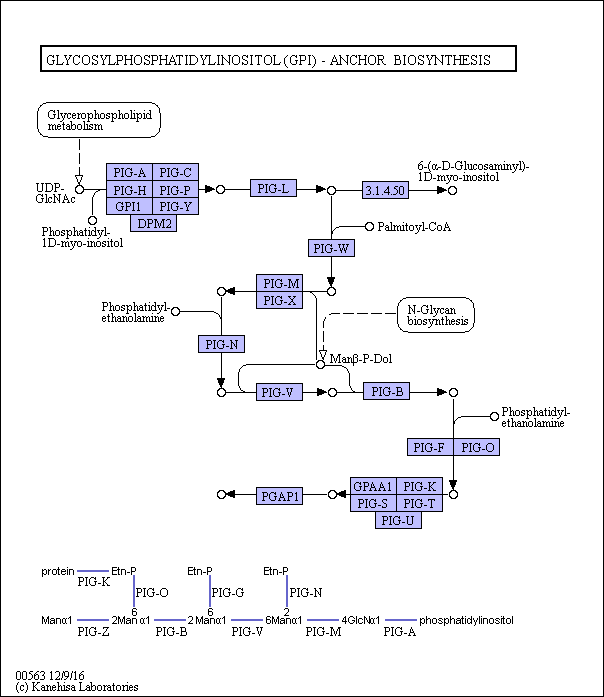 GLYCOSYLPHOSPHATIDYLINOSITOL (GPI) - ANCHOR BIOSYNTHESIS
Glycerophospholipid
metabolism
PIG-A PIG-C
PIG-H PIG-P
GPI1 PIG-Y
DPM2
UDP-
GlcNAc
Phosphatidyl-
1D-myo-inositol
PIG-L
3.1.4.50
6-(α-D-Glucosaminyl)-
1D-myo-inositol
Palmitoyl-CoA
PIG-W
PIG-M
PIG-X
Phosphatidyl-
ethanolamine
N-Glycan
biosynthesis
PIG-N
Manβ-P-Dol
PIG-V
PIG-B
Phosphatidyl-
ethanolamine
PIG-F PIG-O
PGAP1
GPAA1 PIG-K
PIG-S PIG-T
PIG-U
protein Etn-P Etn-P Etn-P
PIG-K
PIG-O PIG-G PIG-N
6 6 2
Manα1 2Man α1 2Manα1 6Manα1 4GlcNα1 phosphatidylinositol
PIG-Z PIG-B PIG-V PIG-M PIG-A
00563 12/9/16
(c) Kanehisa Laboratories